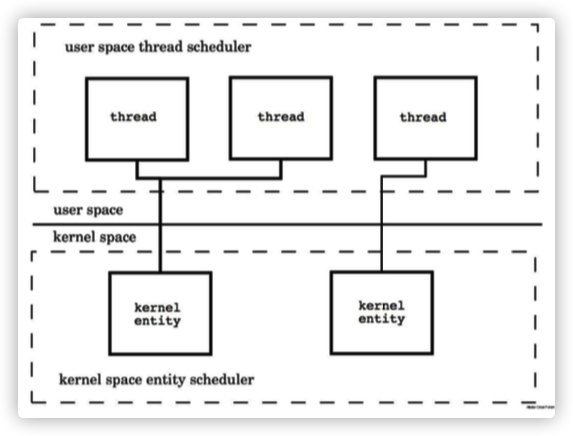 user space thread scheduler
thread
thread
thread
user space
kernel space
kernel
entity
kernel
entity
kernel space entity scheduler